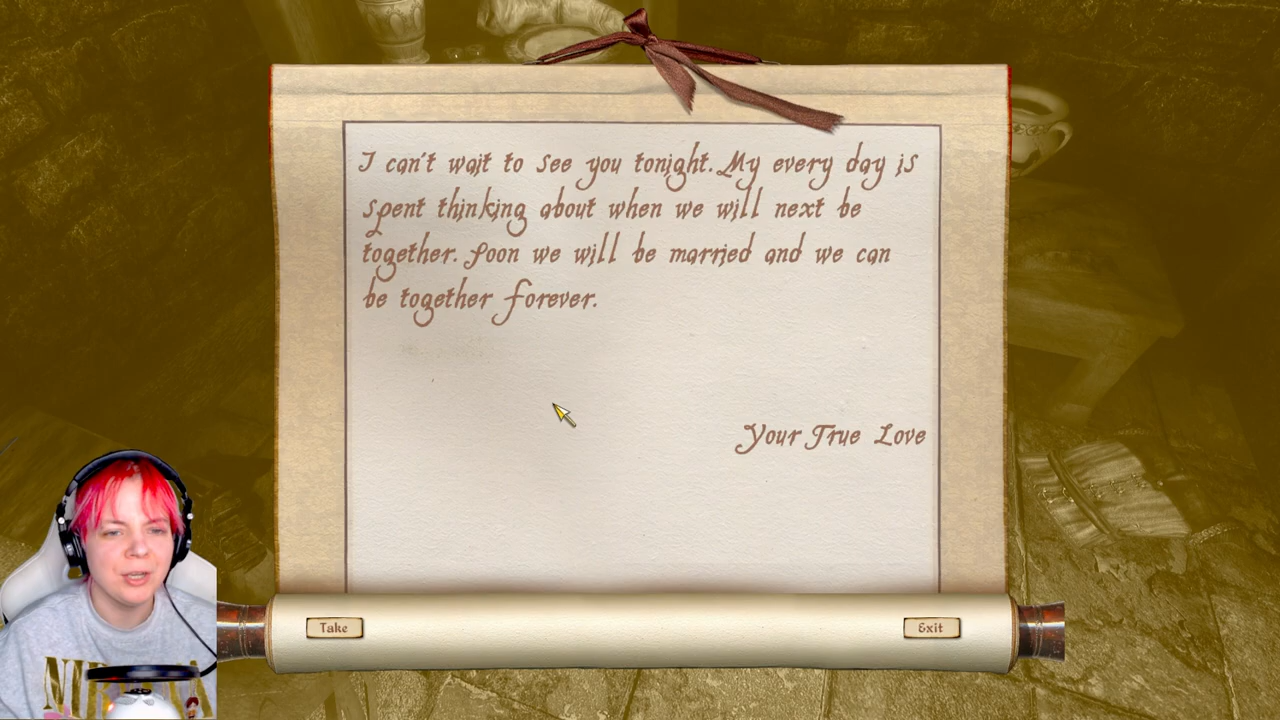 I can't wait to see you tonight. My every day is
spent thinking about when we will next be
together. Soon we will be married and we can
be together forever.
Your True Love
Take
Exit